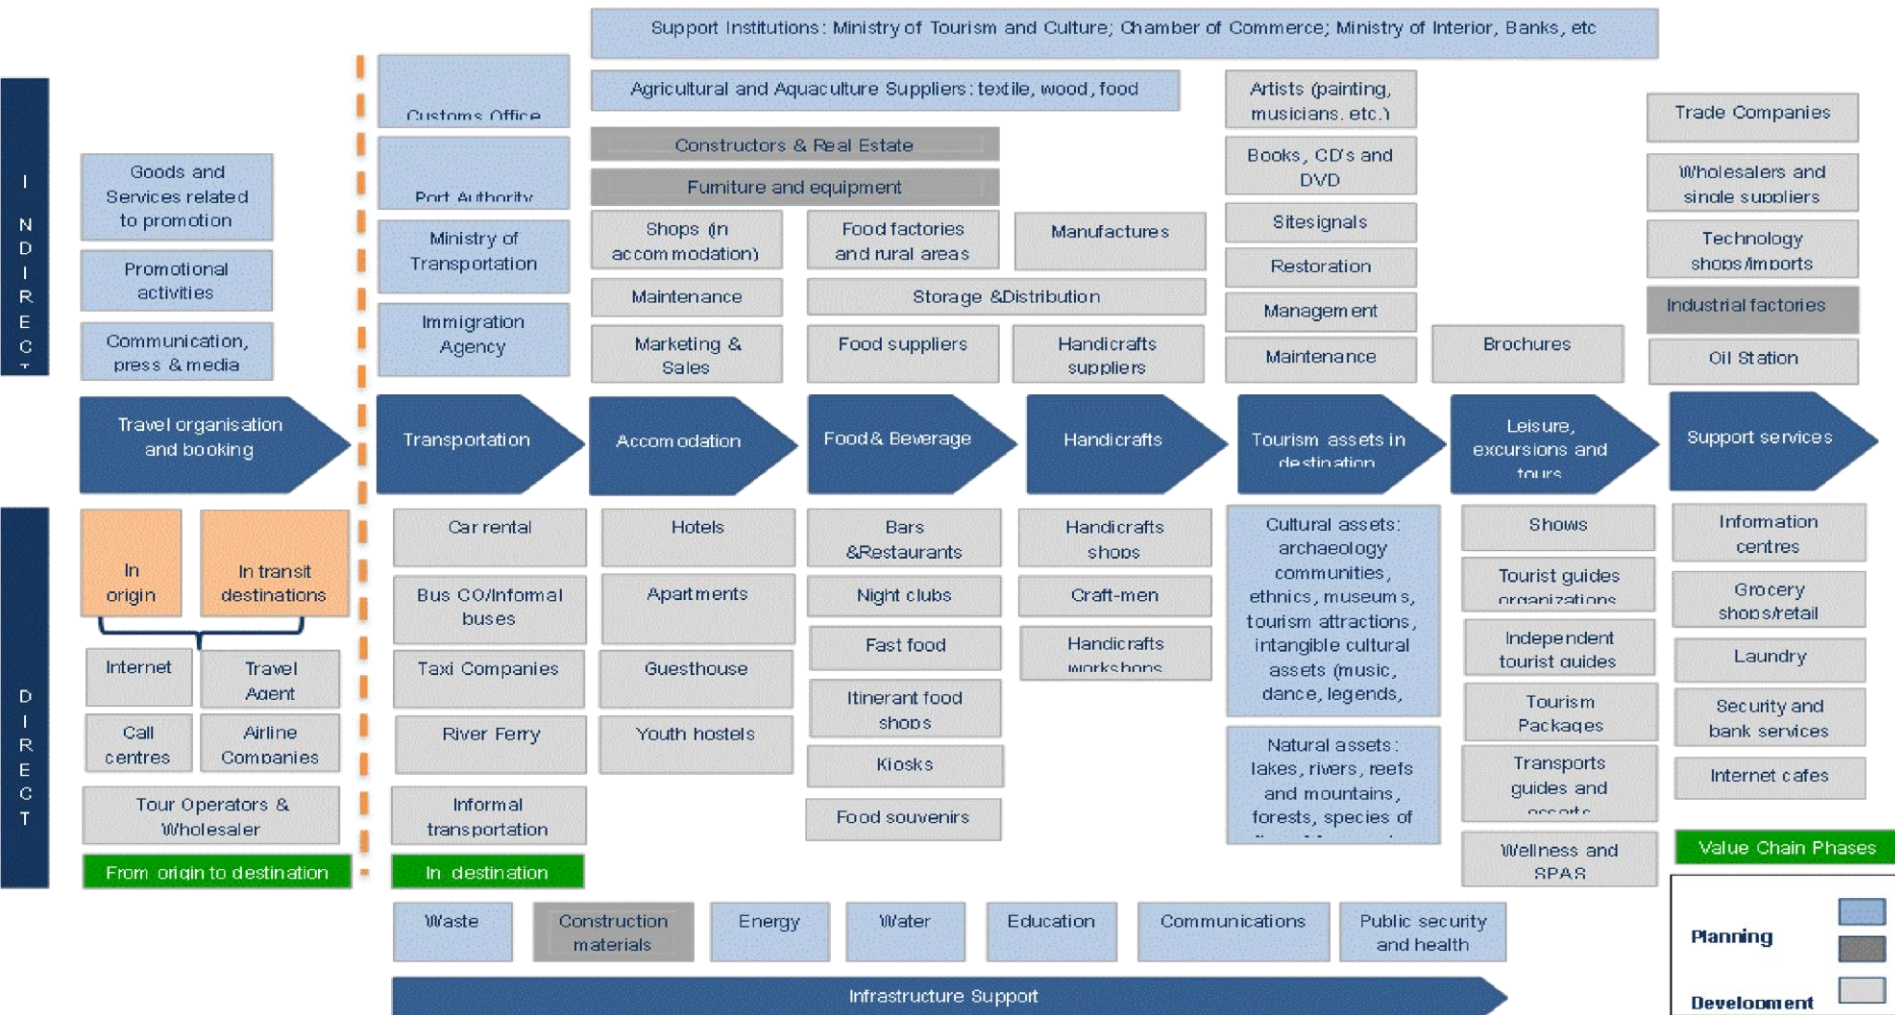 Support Institutions: Ministry of Tourism and Culture; Chamber of Commerce; Ministry of Interior, Banks, etc
I
N
D
I
R
E
C
T
Goods and
Services related
to promotion
Promotional
activities
Communication,
press & media
Customs Office
Port Authority
Ministry of
Transportation
Immigration
Agency
Agricultural and Aquaculture Suppliers: textile, wood, food
Constructors & Real Estate
Furniture and equipment
Shops (in
accommodation)
Maintenance
Marketing &
Sales
Food factories
and rural areas
Storage &Distribution
Food suppliers
Manufactures
Handicrafts
suppliers
Artists (painting,
musicians, etc.)
Books, CD's and
DVD
Sitesignals
Restoration
Management
Maintenance
Brochures
Trade Companies
Wholesalers and
single suppliers
Technology
shops/imports
Industrial factories
Oil Station
Travel organisation
and booking
Transportation
Accomodation
Food & Beverage
Handicrafts
Tourism assets in
destination
Leisure,
excursions and
tours
Support services
D
I
R
E
C
T
In
origin
In transit
destinations
Internet
Travel
Agent
Call
centres
Airline
Companies
Tour Operators &
Wholesaler
From origin to destination
Car rental
Bus CO/Informal
buses
Taxi Companies
River Ferry
Informal
transportation
In destination
Hotels
Apartments
Guesthouse
Youth hostels
Bars
&Restaurants
Night clubs
Fast food
Itinerant food
shops
Kiosks
Food souvenirs
Handicrafts
shops
Craft-men
Handicrafts
workshops
Cultural assets:
archaeology
communities,
ethnics, museums,
tourism attractions,
intangible cultural
assets (music,
dance, legends,
Natural assets:
lakes, rivers, reefs
and mountains,
forests, species of
Shows
Tourist guides
organizations
Independent
tourist guides
Tourism
Packages
Transports
guides and
escorts
Wellness and
SPAS
Information
centres
Grocery
shops/retail
Laundry
Security and
bank services
Internet cafes
Value Chain Phases
Planning
Development
Waste
Construction
materials
Energy
Water
Education
Communications
Public security
and health
Infrastructure Support